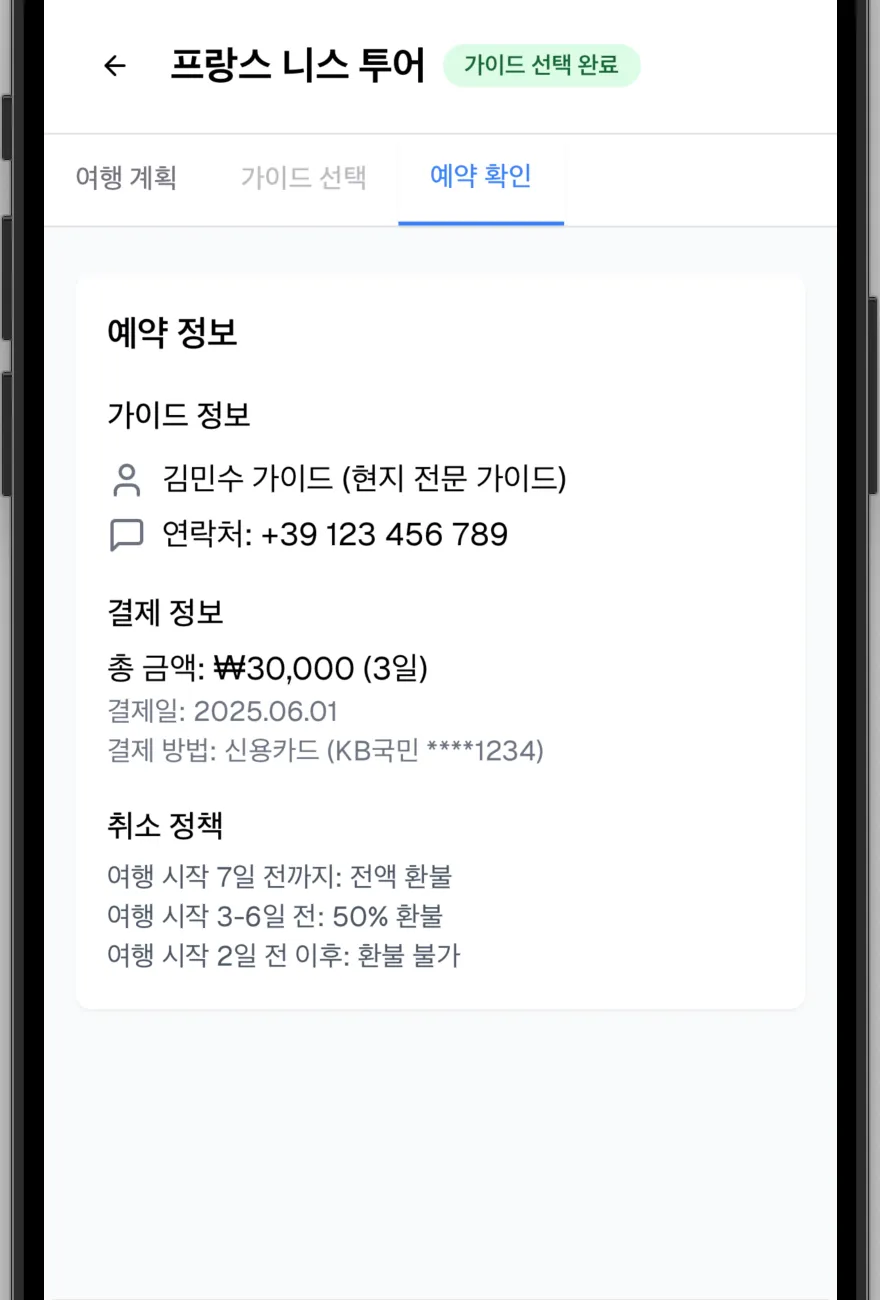 프랑스 니스 투어
가이드 선택 완료
여행 계획
가이드 선택
예약 확인
예약 정보
가이드 정보
김민수 가이드 (현지 전문 가이드)
연락처: +39 123 456 789
결제 정보
총 금액: ₩30,000 (3일)
결제일: 2025.06.01
결제 방법: 신용카드 (KB국민 ****1234)
취소 정책
여행 시작 7일 전까지: 전액 환불
여행 시작 3-6일 전: 50% 환불
여행 시작 2일 전 이후: 환불 불가